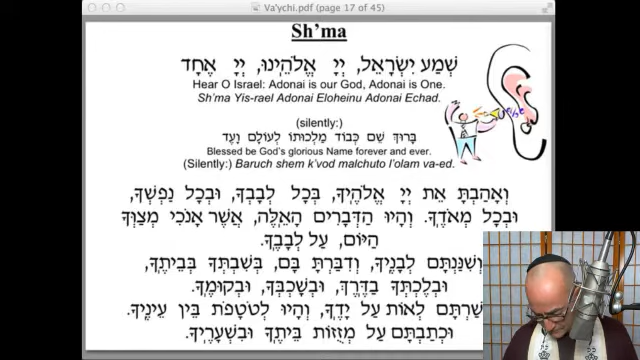 Va'ychi.pdf (page 17 of 45)
Sh'ma
שְׁמַע יִשְׂרָאֵל, יְיָ אֱלֹהֵֽינוּ, יְיָ אֶחָד
Hear O Israel: Adonai is our God, Adonai is One.
Sh'ma Yis-rael Adonai Eloheinu Adonai Echad.
(silently):
בָּרוּךְ שֵׁם כְּבוֹד מַלְכוּתוֹ לְעוֹלָם וָעֶד
Blessed be God's glorious Name forever and ever.
(Silently:) Baruch shem k'vod malchuto l'olam va-ed.
וְאָהַבְתָּ אֵת יְיָ אֱלֹהֶֽיךָ, בְּכָל לְבָבְךָ, וּבְכָל נַפְשְׁךָ,
וּבְכָל מְאֹדֶֽךָ. וְהָיוּ הַדְּבָרִים הָאֵֽלֶּה, אֲשֶׁר אָנֹכִי מְצַוְּךָ
הַיּוֹם, עַל לְבָבֶֽךָ.
וְשִׁנַּנְתָּם לְבָנֶֽיךָ, וְדִבַּרְתָּ בָּם, בְּשִׁבְתְּךָ בְּבֵיתֶֽךָ,
וּבְלֶכְתְּךָ בַדֶּֽרֶךְ, וּבְשָׁכְבְּךָ, וּבְקוּמֶֽךָ.
שַׁרְתָּם לְאוֹת עַל יָדֶֽךָ, וְהָיוּ לְטֹטָפֹת בֵּין עֵינֶֽיךָ,
וּכְתַבְתָּם עַל מְזֻזוֹת בֵּיתֶֽךָ וּבִשְׁעָרֶֽיךָ.